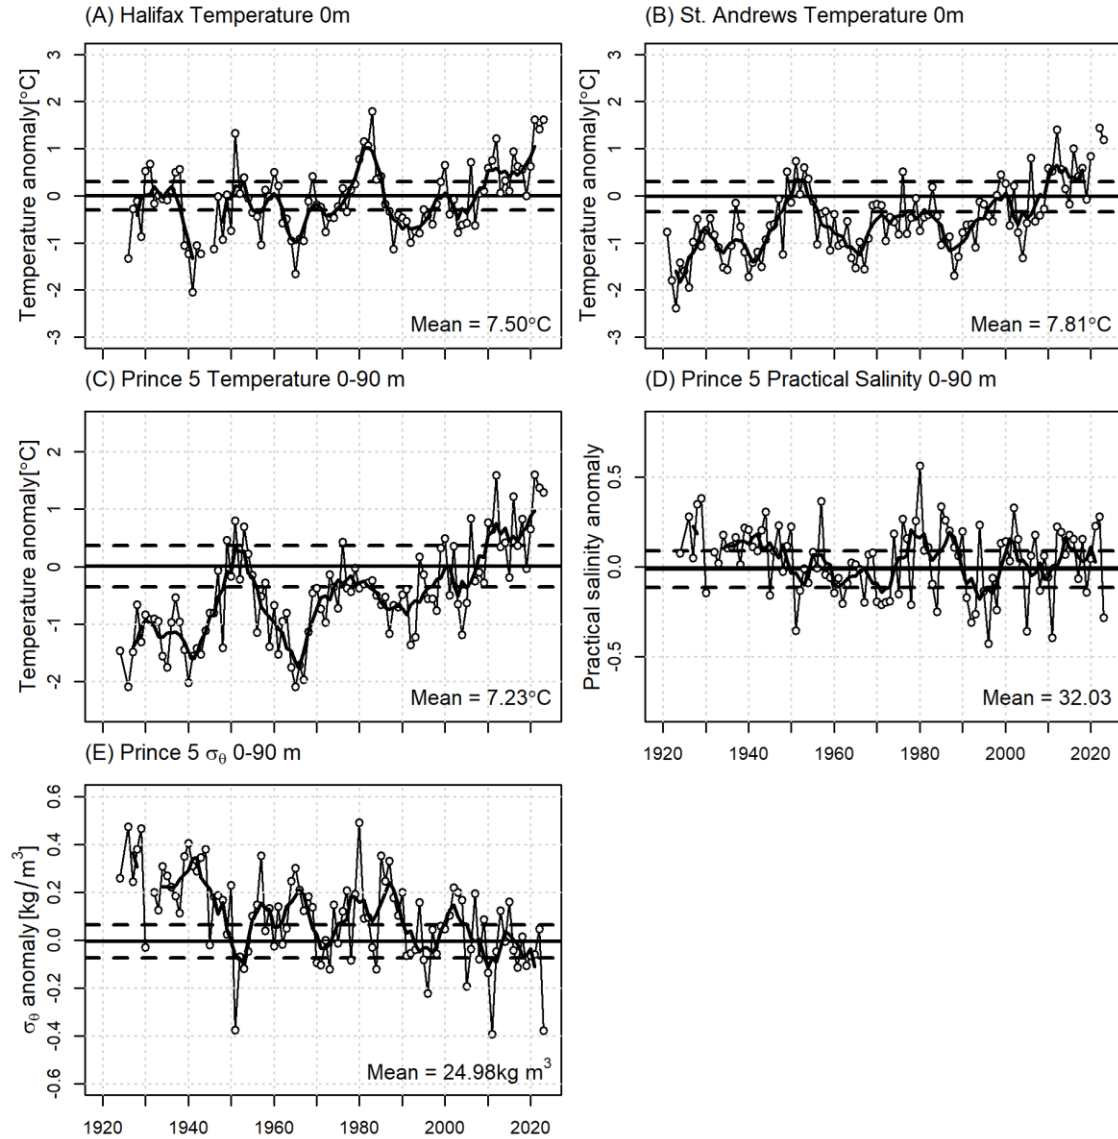 (A) Halifax Temperature 0m
Temperature anomaly[°C]
3
2
1
0
-1
-2
-3
Mean = 7.50°C
(B) St. Andrews Temperature 0m
Temperature anomaly[°C]
3
2
1
0
-1
-2
-3
Mean = 7.81°C
(C) Prince 5 Temperature 0-90 m
Temperature anomaly[°C]
2
1
0
-1
-2
Mean = 7.23°C
(D) Prince 5 Practical Salinity 0-90 m
Practical salinity anomaly
0.5
0.0
-0.5
Mean = 32.03
1920 1940 1960 1980 2000 2020
(E) Prince 5 σθ 0-90 m
σθ anomaly[kg/m³]
0.6
0.4
0.2
0.0
-0.2
-0.4
-0.6
Mean = 24.98kg m³
1920 1940 1960 1980 2000 2020